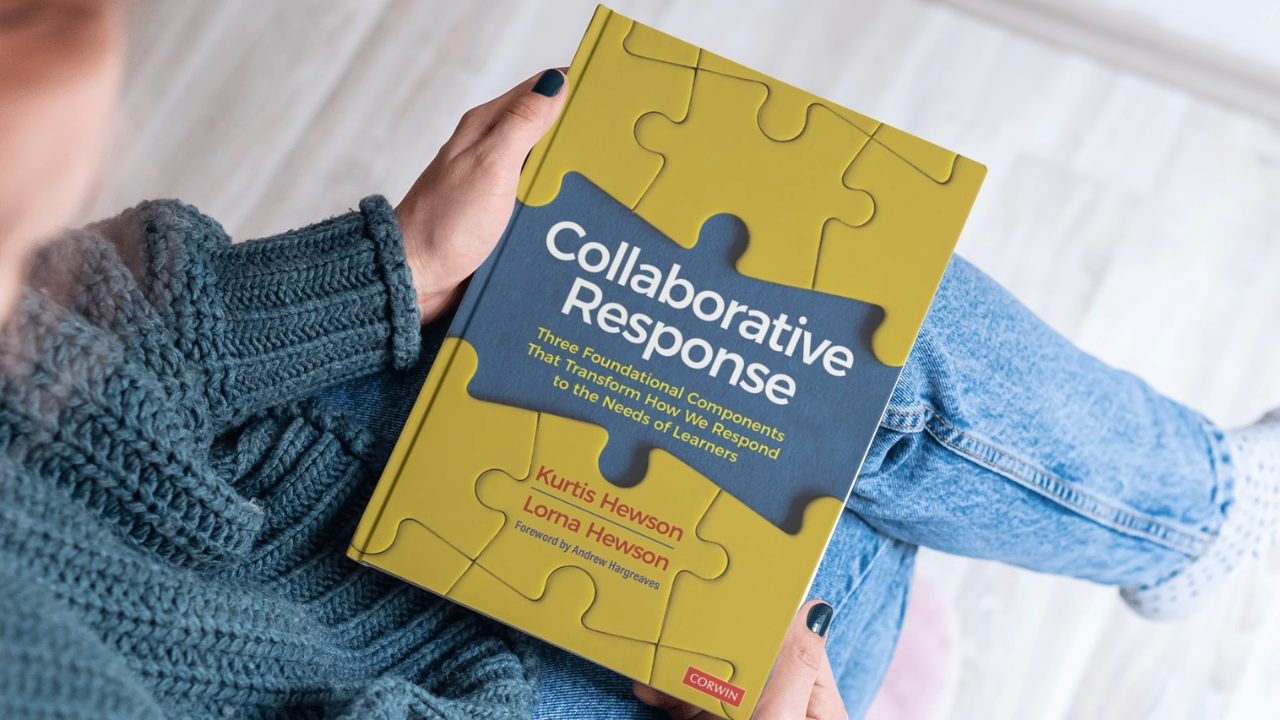 Collaborative
Response
Three Foundational Components
That Transform How We Respond
to the Needs of Learners
Kurtis Hewson
Lorna Hewson
Foreword by Andrew Hargreaves
CORWIN